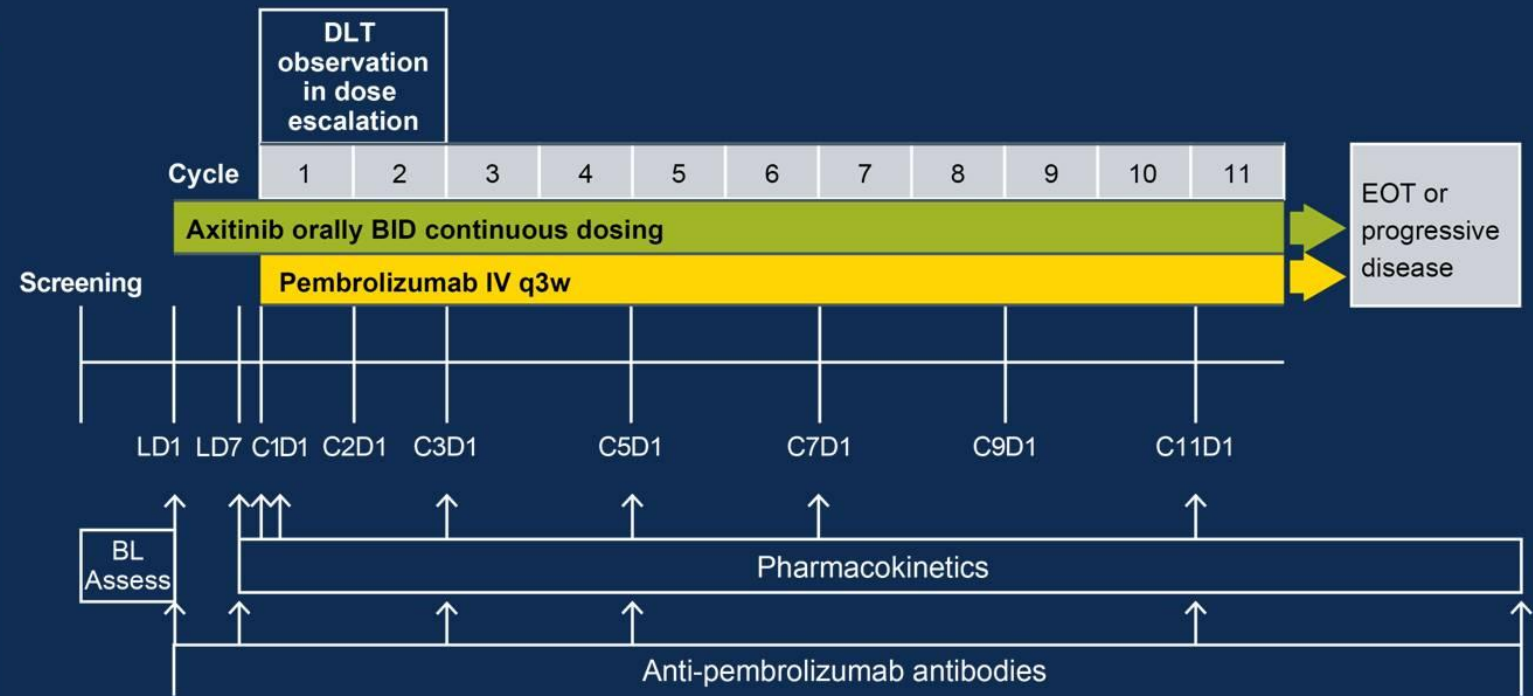 DLT
observation
in dose
escalation
Cycle 1 2 3 4 5 6 7 8 9 10 11
Axitinib orally BID continuous dosing
EOT or
progressive
disease
Screening
Pembrolizumab IV q3w
LD1 LD7 C1D1 C2D1 C3D1 C5D1 C7D1 C9D1 C11D1
BL
Assess
Pharmacokinetics
Anti-pembrolizumab antibodies